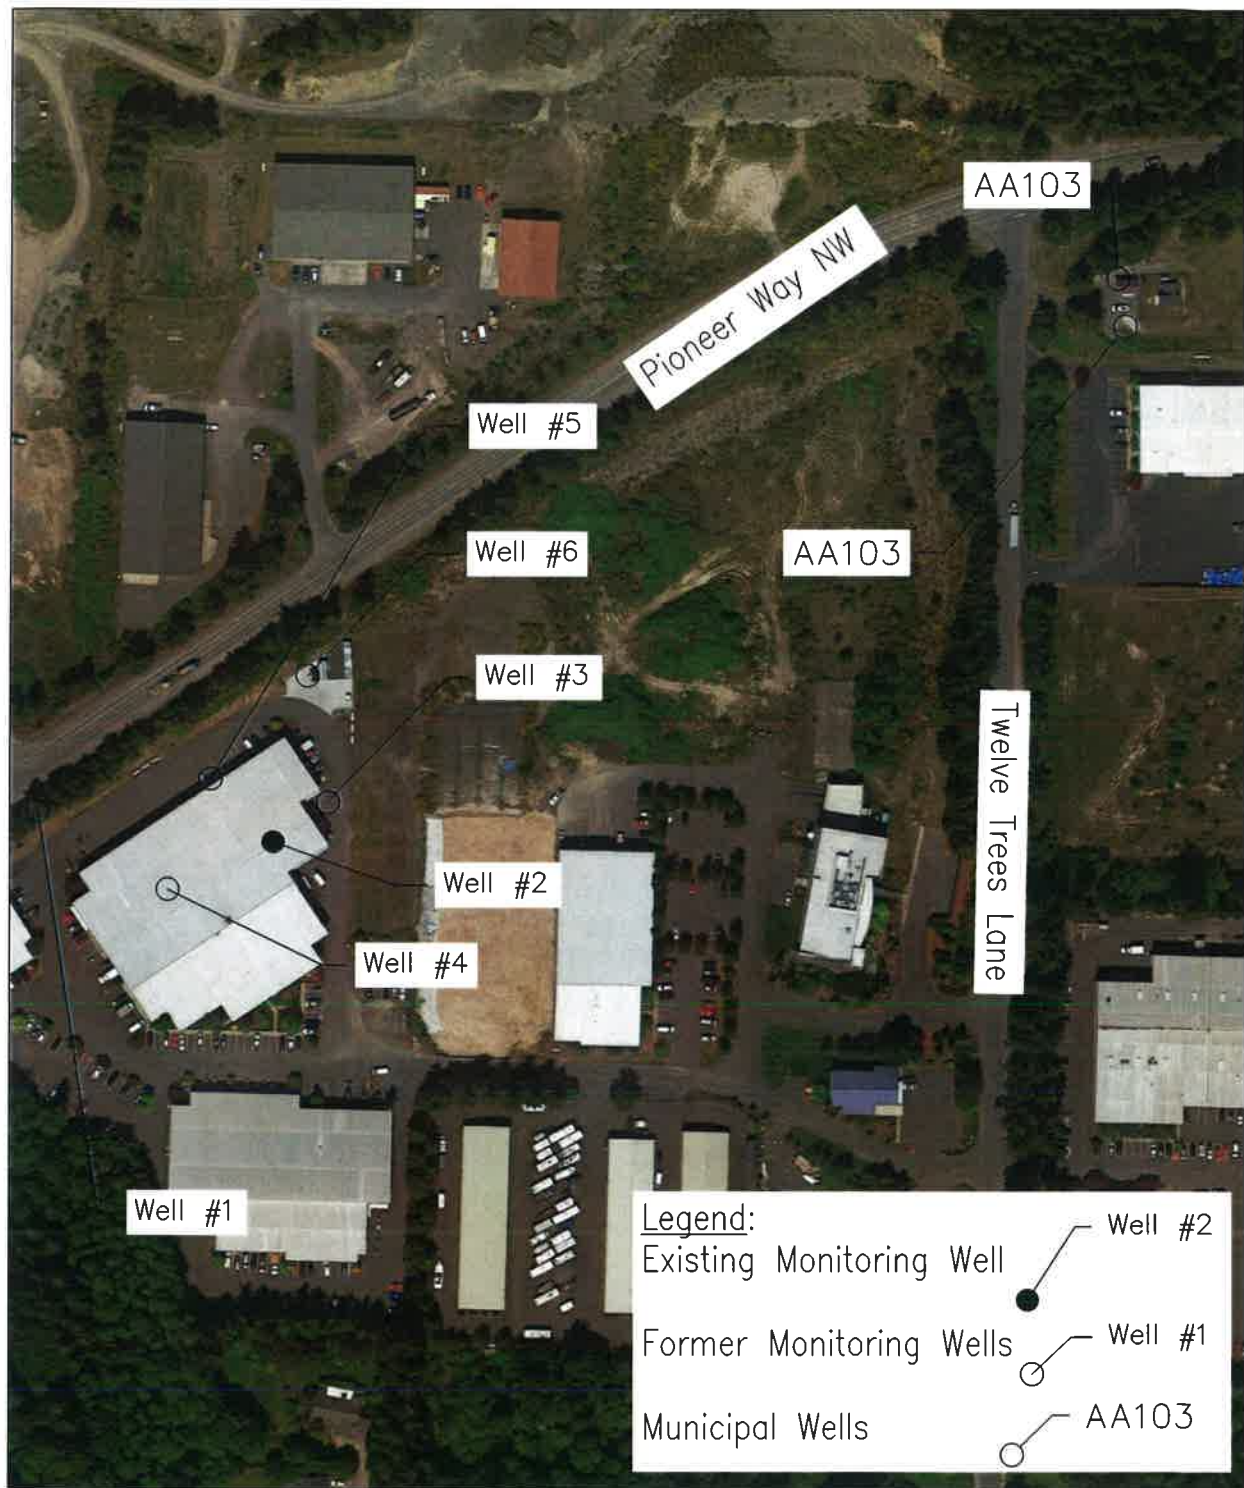 AA103
Pioneer Way NW
Well #5
Well #6
AA103
Well #3
Twelve Trees Lane
Well #2
Well #4
Well #1
Legend:
Existing Monitoring Well
Well #2
Former Monitoring Wells
Well #1
Municipal Wells
AA103